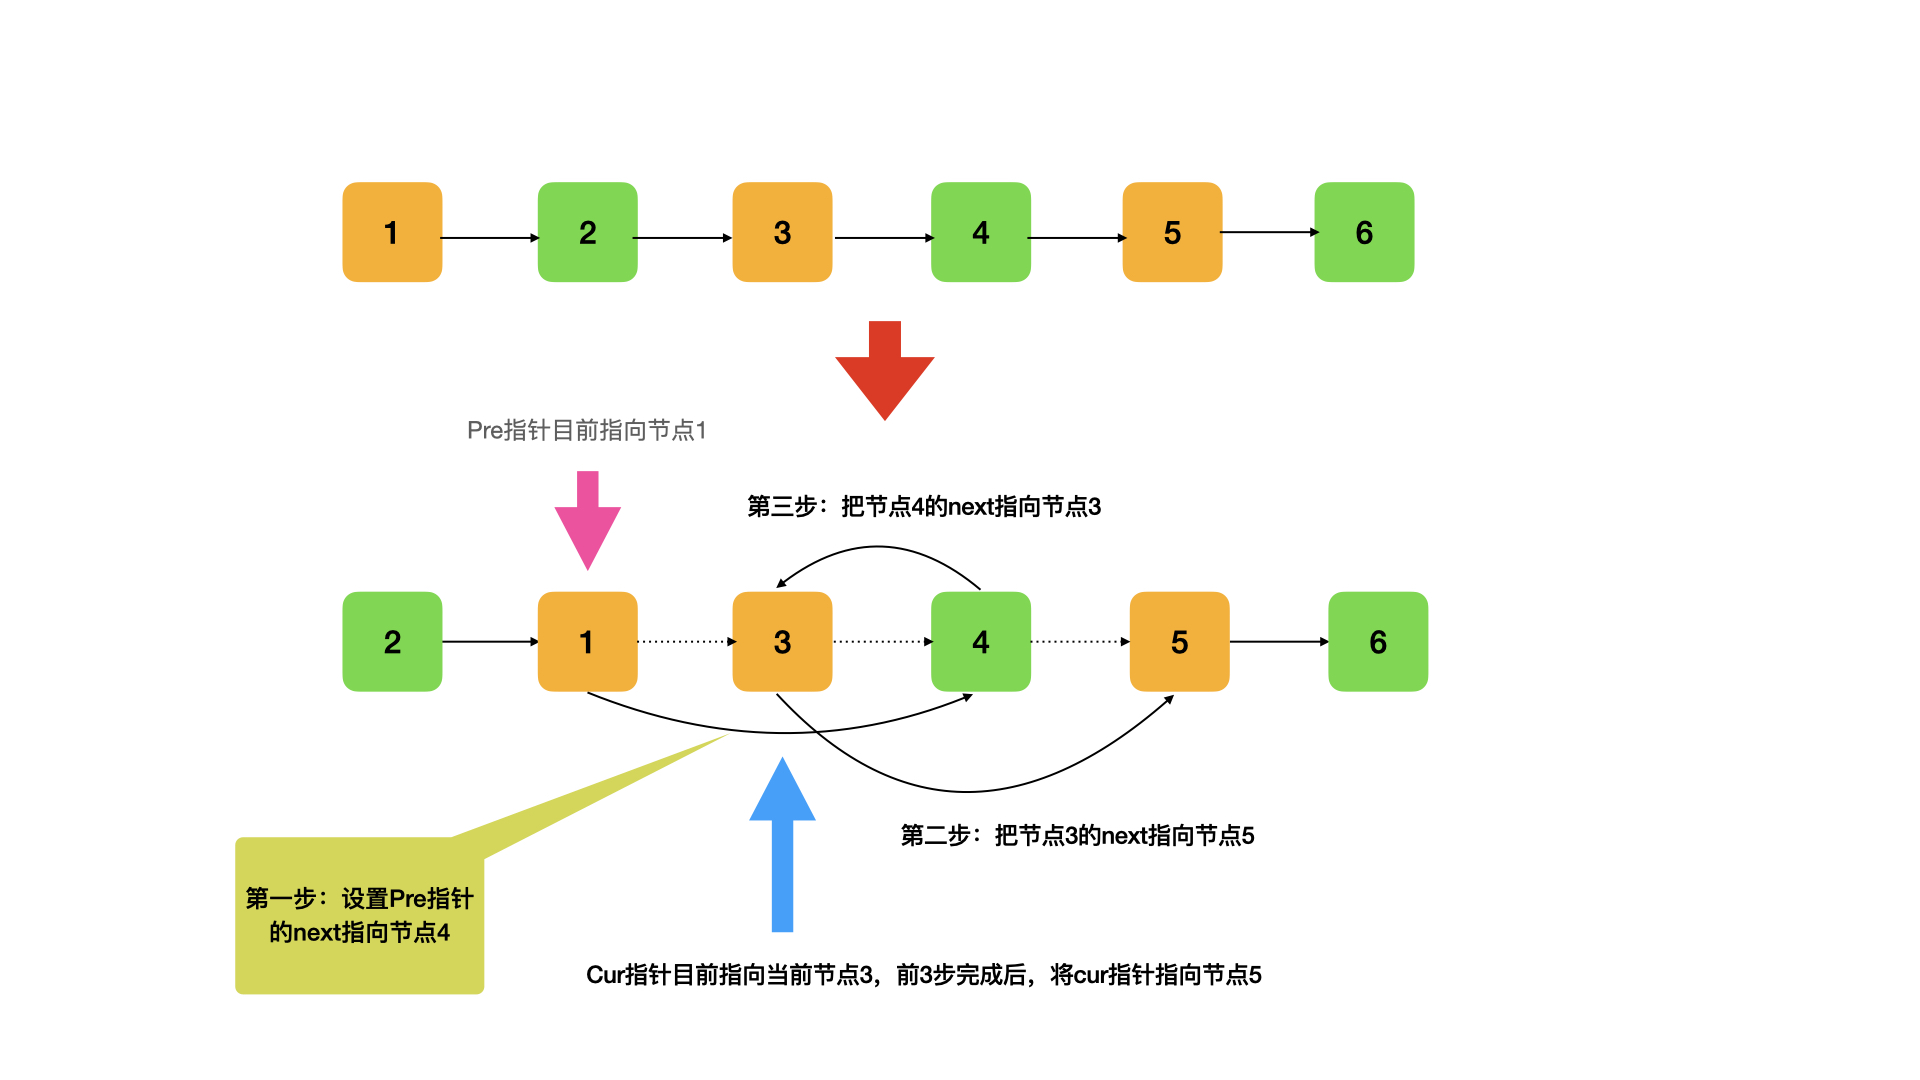 1 2 3 4 5 6
Pre指针目前指向节点1
第三步：把节点4的next指向节点3
2 1 3 4 5 6
第二步：把节点3的next指向节点5
第一步：设置Pre指针
的next指向节点4
Cur指针目前指向当前节点3，前3步完成后，将cur指针指向节点5